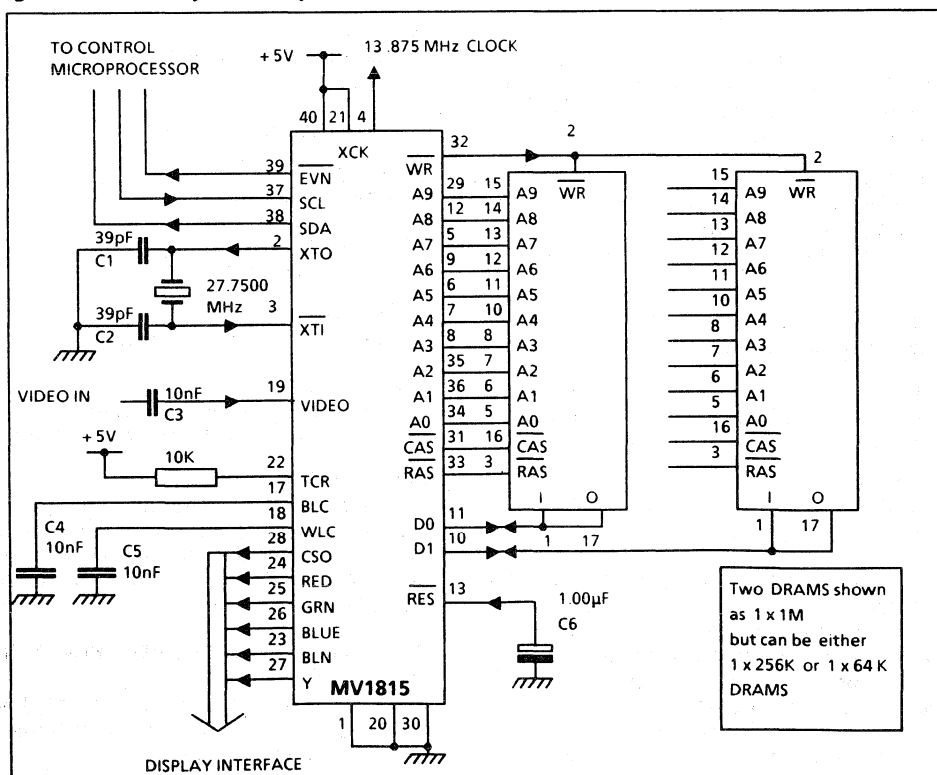 TO CONTROL
MICROPROCESSOR
+ 5V
13 .875 MHz CLOCK
40 21 4
XCK
39 EVN
37 SCL
38 SDA
2 XTO
39pF
C1
27.7500
MHz
39pF
C2
3 XTI
VIDEO IN
10nF
C3
19 VIDEO
+ 5V
10K
22 TCR
17 BLC
18 WLC
C4
10nF
C5
10nF
28 CSO
24 RED
25 GRN
26 BLUE
23 BLN
27 Y
MV1815
1 20 30
DISPLAY INTERFACE
32 WR
A9 29 15 A9
A8 12 14 A8
A7 5 13 A7
A6 9 12 A6
A5 6 11 A5
A4 7 10 A4
A3 8 8 A3
A2 35 7 A2
A1 36 6 A1
A0 34 5 A0
CAS 31 16 CAS
RAS 33 3 RAS
D0 11
D1 10
RES 13
1.00µF
C6
2
WR
I O
1 17
2
WR
15 A9
14 A8
13 A7
12 A6
11 A5
10 A4
8 A3
7 A2
6 A1
5 A0
16 CAS
3 RAS
I O
1 17
Two DRAMS shown
as 1 x 1M
but can be either
1 x 256K or 1 x 64 K
DRAMS